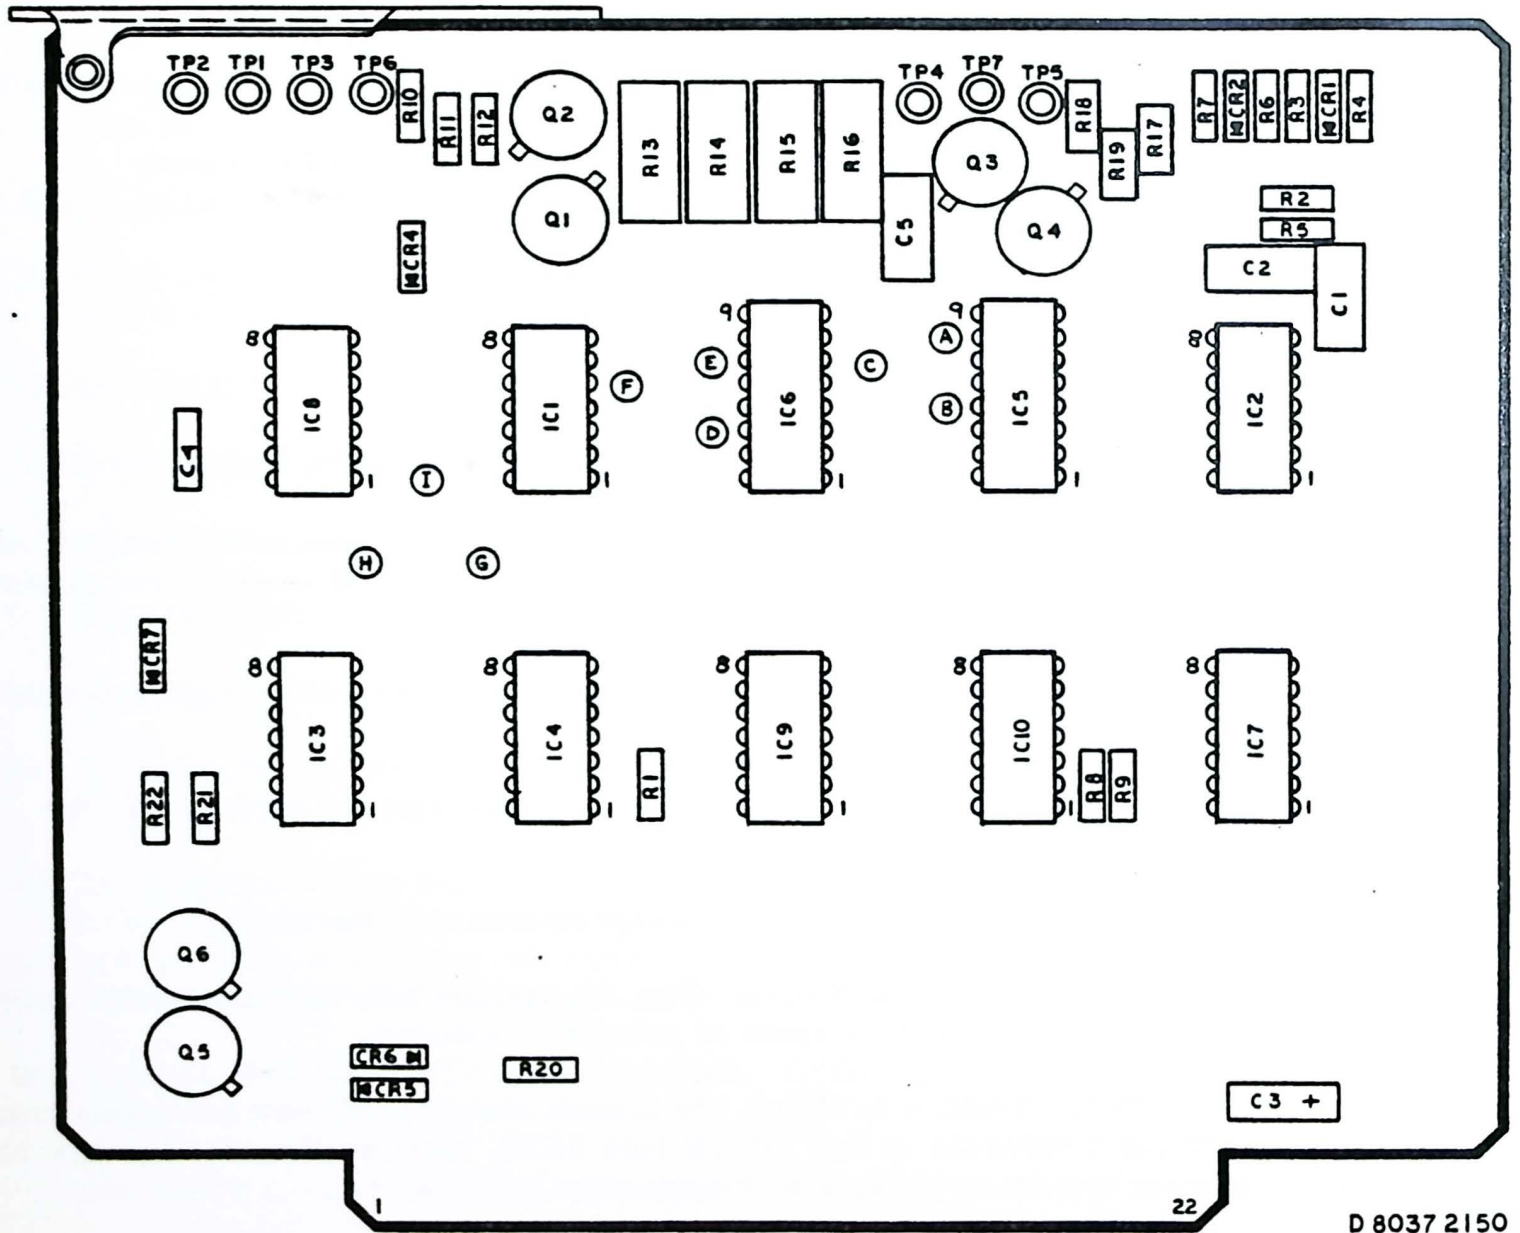 TP2 TP1 TP3 TP6
R10
R11
R12
Q2
Q1
R13
R14
R15
R16
TP4 TP7 TP5
C5
Q3
Q4
R18
R19
R17
R7
CR2
R6
R3
CR1
R4
R2
R5
C2
C1
CR4
8 IC8 1
8 IC1 1
9 IC6 1
9 IC5 1
8 IC2 1
A
B
C
D
E
F
G
H
I
C4
CR7
8 IC3 1
8 IC4 1
8 IC9 1
8 IC10 1
8 IC7 1
R22
R21
R1
R8
R9
Q6
Q5
CR6
CR5
R20
C3 +
1
22
D 8037 2150